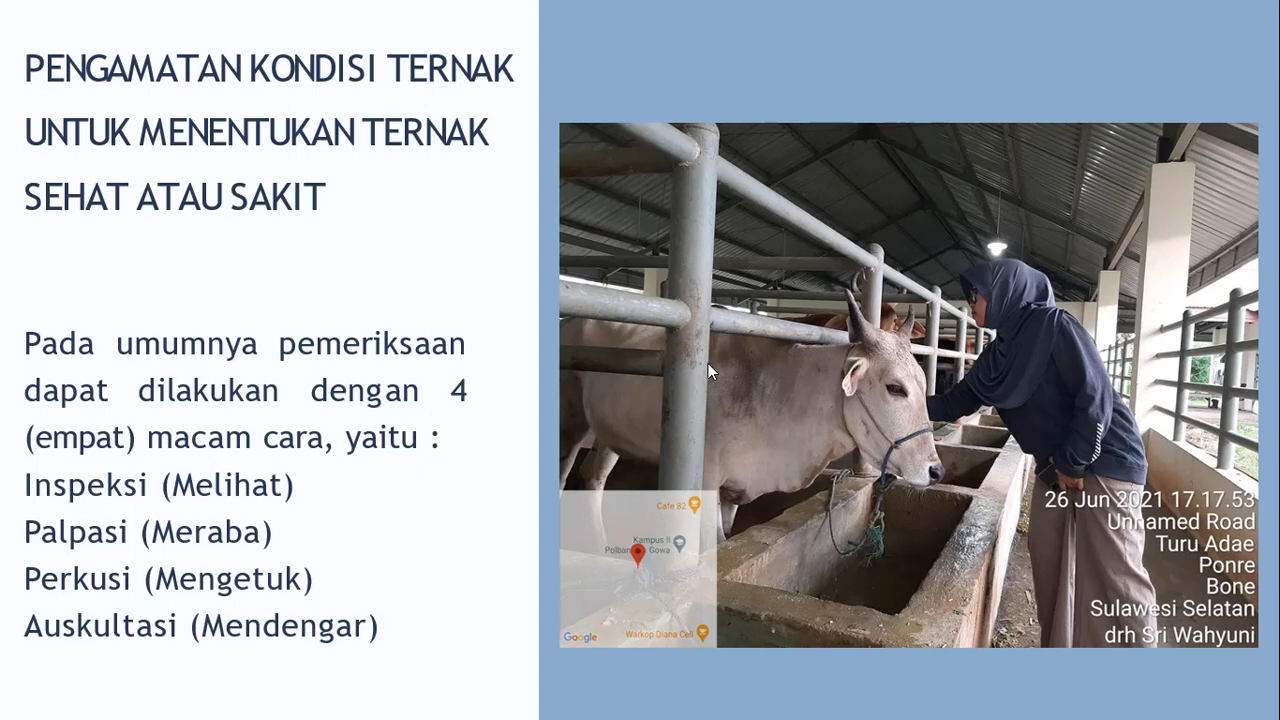 PENGAMATAN KONDISI TERNAK
UNTUK MENENTUKAN TERNAK
SEHAT ATAU SAKIT
Pada umumnya pemeriksaan
dapat dilakukan dengan 4
(empat) macam cara, yaitu :
Inspeksi (Melihat)
Palpasi (Meraba)
Perkusi (Mengetuk)
Auskultasi (Mendengar)
Cafe 82
Kampus II
Gowa
Google
Warkop Diana Cell
26 Jun 2021 17.17.53
Unnamed Road
Turu Adae
Ponre
Bone
Sulawesi Selatan
drh Sri Wahyuni